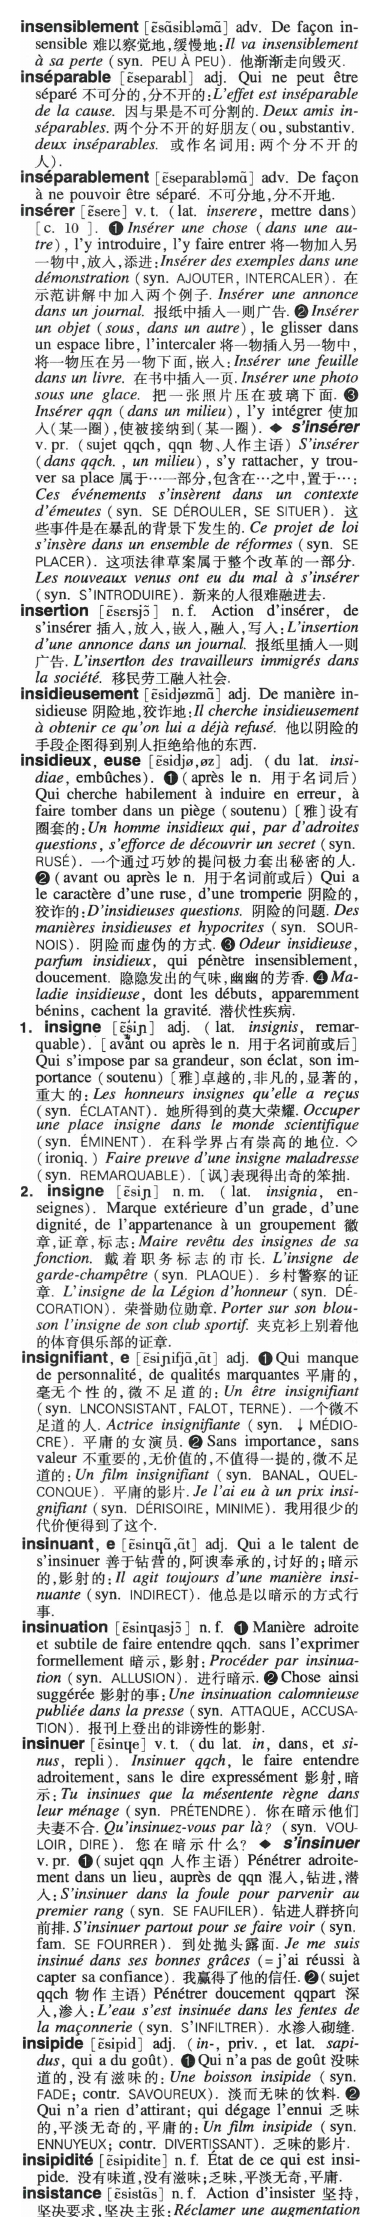 insensiblement [ɛ̃sɑ̃sibləmɑ̃] adv. De façon in-
sensible 难以察觉地,缓慢地:Il va insensiblement
à sa perte (syn. PEU À PEU). 他渐渐走向毁灭.
inséparable [ɛ̃separabl] adj. Qui ne peut être
séparé 不可分的,分不开的:L'effet est inséparable
de la cause. 因与果是不可分割的. Deux amis in-
séparables. 两个分不开的好朋友(ou, substantiv.
deux inséparables. 或作名词用:两个分不开的
人).
inséparablement [ɛ̃separabləmɑ̃] adv. De façon
à ne pouvoir être séparé. 不可分地,分不开地.
insérer [ɛ̃sere] v. t. (lat. inserere, mettre dans)
[c. 10 ]. ❶ Insérer une chose (dans une au-
tre), l'y introduire, l'y faire entrer 将一物加入另
一物中,放入,添进:Insérer des exemples dans une
démonstration (syn. AJOUTER, INTERCALER). 在
示范讲解中加入两个例子. Insérer une annonce
dans un journal. 报纸中插入一则广告. ❷ Insérer
un objet (sous, dans un autre), le glisser dans
un espace libre, l'intercaler 将一物插入另一物中,
将一物压在另一物下面,嵌入:Insérer une feuille
dans un livre. 在书中插入一页. Insérer une photo
sous une glace. 把一张照片压在玻璃下面. ❸
Insérer qqn (dans un milieu), l'y intégrer 使加
入(某一圈),使被接纳到(某一圈). ◆ s'insérer
v. pr. (sujet qqch, qqn 物、人作主语) S'insérer
(dans qqch. , un milieu), s'y rattacher, y trou-
ver sa place 属于…一部分,包含在…之中,置于…:
Ces événements s'insèrent dans un contexte
d'émeutes (syn. SE DÉROULER, SE SITUER). 这
些事件是在暴乱的背景下发生的. Ce projet de loi
s'insère dans un ensemble de réformes (syn. SE
PLACER). 这项法律草案属于整个改革的一部分.
Les nouveaux venus ont eu du mal à s'insérer
(syn. S'INTRODUIRE). 新来的人很难融进去.
insertion [ɛ̃sɛrsjɔ̃] n. f. Action d'insérer, de
s'insérer 插入,放入,嵌入,融入,写入:L'insertion
d'une annonce dans un journal. 报纸里插入一则
广告. L'insertton des travailleurs immigrés dans
la société. 移民劳工融入社会.
insidieusement [ɛ̃sidjøzmɑ̃] adj. De manière in-
sidieuse 阴险地,狡诈地:Il cherche insidieusement
à obtenir ce qu'on lui a déjà refusé. 他以阴险的
手段企图得到别人拒绝给他的东西.
insidieux, euse [ɛ̃sidjø,øz] adj. (du lat. insi-
diae, embûches). ❶(après le n. 用于名词后)
Qui cherche habilement à induire en erreur, à
faire tomber dans un piège (soutenu) [雅]设有
圈套的:Un homme insidieux qui, par d'adroites
questions, s'efforce de découvrir un secret (syn.
RUSÉ). 一个通过巧妙的提问极力套出秘密的人.
❷(avant ou après le n. 用于名词前或后) Qui a
le caractère d'une ruse, d'une tromperie 阴险的,
狡诈的:D'insidieuses questions. 阴险的问题. Des
manières insidieuses et hypocrites (syn. SOUR-
NOIS). 阴险而虚伪的方式. ❸ Odeur insidieuse,
parfum insidieux, qui pénètre insensiblement,
doucement. 隐隐发出的气味,幽幽的芳香. ❹ Ma-
ladie insidieuse, dont les débuts, apparemment
bénins, cachent la gravité. 潜伏性疾病.
1. insigne [ɛ̃siɲ] adj. ( lat. insignis, remar-
quable). [avant ou après le n. 用于名词前或后]
Qui s'impose par sa grandeur, son éclat, son im-
portance (soutenu) [雅]卓越的,非凡的,显著的,
重大的: Les honneurs insignes qu'elle a reçus
(syn. ÉCLATANT). 她所得到的莫大荣耀. Occuper
une place insigne dans le monde scientifique
(syn. ÉMINENT). 在科学界占有崇高的地位. ◇
(ironiq. ) Faire preuve d'une insigne maladresse
(syn. REMARQUABLE). [讽]表现得出奇的笨拙.
2. insigne [ɛ̃siɲ] n. m. ( lat. insignia, en-
seignes). Marque extérieure d'un grade, d'une
dignité, de l'appartenance à un groupement 徽
章,证章,标志:Maire revêtu des insignes de sa
fonction. 戴着职务标志的市长. L'insigne de
garde-champêtre (syn. PLAQUE). 乡村警察的证
章. L'insigne de la Légion d'honneur (syn. DÉ-
CORATION). 荣誉勋位勋章. Porter sur son blou-
son l'insigne de son club sportif. 夹克衫上别着他
的体育俱乐部的证章.
insignifiant, e [ɛ̃siɲifjɑ̃,ɑ̃t] adj. ❶Qui manque
de personnalité, de qualités marquantes 平庸的,
毫无个性的,微不足道的: Un être insignifiant
(syn. LNCONSISTANT, FALOT, TERNE). 一个微不
足道的人. Actrice insignifiante (syn. ↓ MÉDIO-
CRE). 平庸的女演员. ❷ Sans importance, sans
valeur 不重要的,无价值的,不值得一提的,微不足
道的: Un film insignifiant (syn. BANAL, QUEL-
CONQUE). 平庸的影片. Je l'ai eu à un prix insi-
gnifiant (syn. DÉRISOIRE, MINIME). 我用很少的
代价便得到了这个.
insinuant, e [ɛ̃sinɥɑ̃,ɑ̃t] adj. Qui a le talent de
s'insinuer 善于钻营的,阿谀奉承的,讨好的;暗示
的,影射的:Il agit toujours d'une manière insi-
nuante (syn. INDIRECT). 他总是以暗示的方式行
事.
insinuation [ɛ̃sinɥasjɔ̃] n. f. ❶ Manière adroite
et subtile de faire entendre qqch. sans l'exprimer
formellement 暗示,影射: Procéder par insinua-
tion (syn. ALLUSION). 进行暗示. ❷Chose ainsi
suggérée 影射的事:Une insinuation calomnieuse
publiée dans la presse (syn. ATTAQUE, ACCUSA-
TION). 报刊上登出的诽谤性的影射.
insinuer [ɛ̃sinɥe] v. t. (du lat. in, dans, et si-
nus, repli). Insinuer qqch, le faire entendre
adroitement, sans le dire expressément 影射,暗
示:Tu insinues que la mésentente règne dans
leur ménage (syn. PRÉTENDRE). 你在暗示他们
夫妻不合. Qu'insinuez-vous par là? (syn. VOU-
LOIR, DIRE). 您在暗示什么? ◆ s'insinuer
v. pr. ❶(sujet qqn 人作主语) Pénétrer adroite-
ment dans un lieu, auprès de qqn 混入,钻进,潜
入:S'insinuer dans la foule pour parvenir au
premier rang (syn. SE FAUFILER). 钻进人群挤向
前排. S'insinuer partout pour se faire voir (syn.
fam. SE FOURRER). 到处抛头露面. Je me suis
insinué dans ses bonnes grâces (=j'ai réussi à
capter sa confiance). 我赢得了他的信任. ❷(sujet
qqch 物作主语) Pénétrer doucement qqpart 深
入,渗入:L'eau s'est insinuée dans les fentes de
la maçonnerie (syn. S'INFILTRER). 水渗入砌缝.
insipide [ɛ̃sipid] adj. (in-, priv. , et lat. sapi-
dus, qui a du goût). ❶Qui n'a pas de goût 没味
道的,没有滋味的: Une boisson insipide (syn.
FADE; contr. SAVOUREUX). 淡而无味的饮料. ❷
Qui n'a rien d'attirant; qui dégage l'ennui 乏味
的,平淡无奇的,平庸的: Un film insipide (syn.
ENNUYEUX; contr. DIVERTISSANT). 乏味的影片.
insipidité [ɛ̃sipidite] n. f. État de ce qui est insi-
pide. 没有味道,没有滋味;乏味,平淡无奇,平庸.
insistance [ɛ̃sistɑ̃s] n. f. Action d'insister 坚持,
坚决要求,坚决主张:Réclamer une augmentation